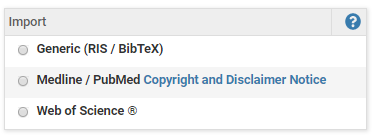 Import ?
Generic (RIS / BibTeX)
Medline / PubMed Copyright and Disclaimer Notice
Web of Science ®